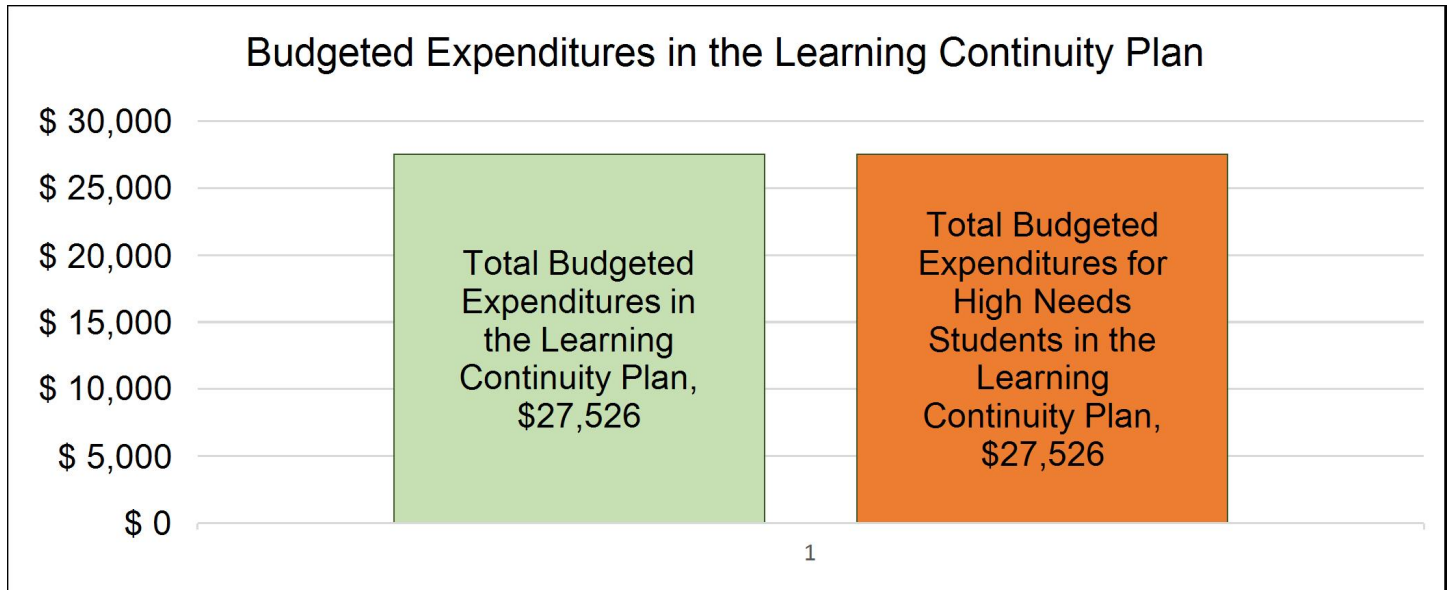 Budgeted Expenditures in the Learning Continuity Plan
$ 30,000
$ 25,000
$ 20,000
$ 15,000
$ 10,000
$ 5,000
$ 0
Total Budgeted
Expenditures in
the Learning
Continuity Plan,
$27,526
Total Budgeted
Expenditures for
High Needs
Students in the
Learning
Continuity Plan,
$27,526
1